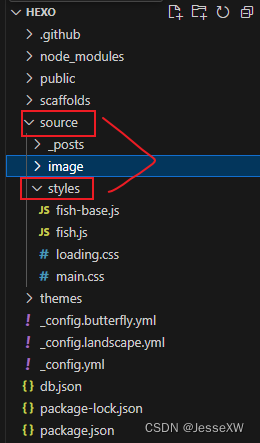 HEXO
.github
node_modules
public
scaffolds
source
_posts
image
styles
JS fish-base.js
JS fish.js
# loading.css
# main.css
themes
! _config.butterfly.yml
! _config.landscape.yml
! _config.yml
{} db.json
{} package-lock.json
{} package.json
CSDN @JesseXW